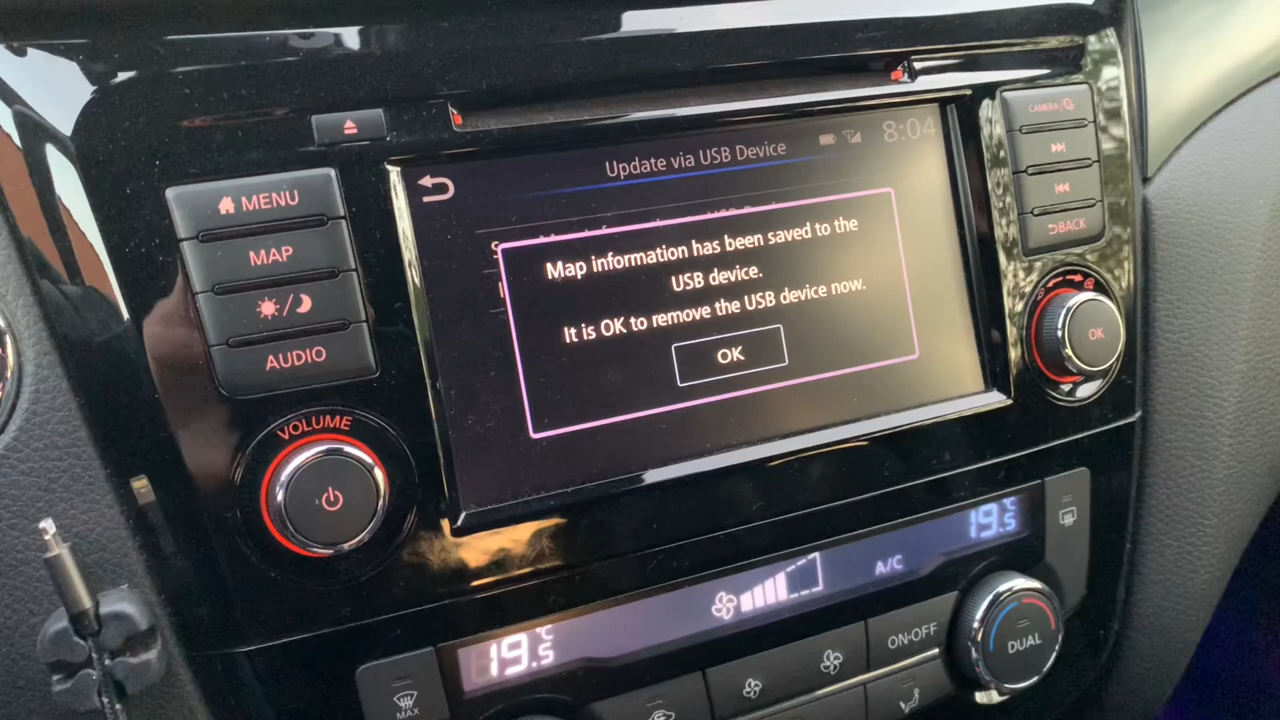 Update via USB Device
8:04
Map information has been saved to the
USB device.
It is OK to remove the USB device now.
OK
MENU
MAP
AUDIO
VOLUME
CAMERA
BACK
OK
19.5°C
A/C
19.5
MAX
ON·OFF
DUAL